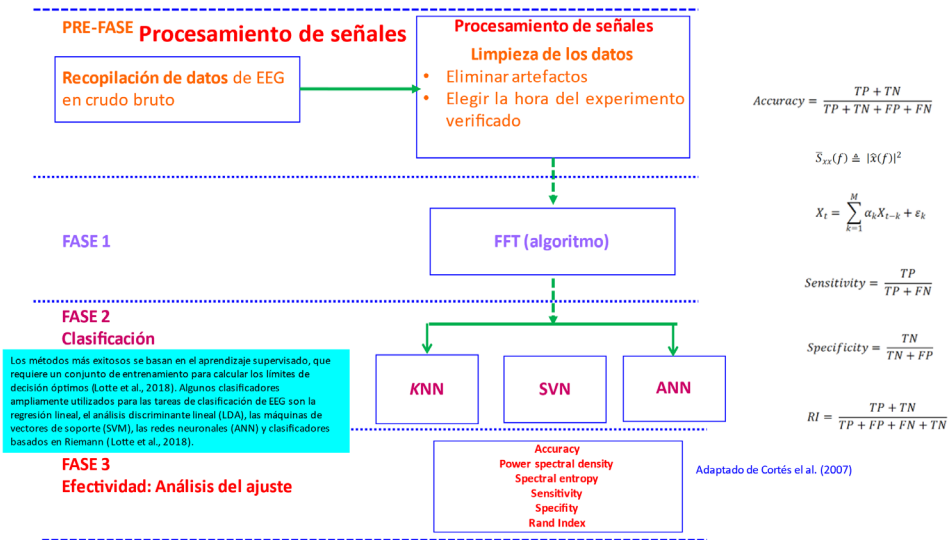 PRE-FASE Procesamiento de señales
Recopilación de datos de EEG
en crudo bruto
Procesamiento de señales
Limpieza de los datos
• Eliminar artefactos
• Elegir la hora del experimento
verificado
FASE 1
FFT (algoritmo)
FASE 2
Clasificación
Los métodos más exitosos se basan en el aprendizaje supervisado, que
requiere un conjunto de entrenamiento para calcular los límites de
decisión óptimos (Lotte et al., 2018). Algunos clasificadores
ampliamente utilizados para las tareas de clasificación de EEG son la
regresión lineal, el análisis discriminante lineal (LDA), las máquinas de
vectores de soporte (SVM), las redes neuronales (ANN) y clasificadores
basados en Riemann (Lotte et al., 2018).
KNN
SVN
ANN
FASE 3
Efectividad: Análisis del ajuste
Accuracy
Power spectral density
Spectral entropy
Sensitivity
Specifity
Rand Index
Adaptado de Cortés el al. (2007)
Accuracy = (TP + TN) / (TP + TN + FP + FN)
S̅xx(f) ≜ |x̂(f)|²
Xₜ = ∑ₖ₌₁ᴹ αₖXₜ₋ₖ + εₖ
Sensitivity = TP / (TP + FN)
Specificity = TN / (TN + FP)
RI = (TP + TN) / (TP + FP + FN + TN)